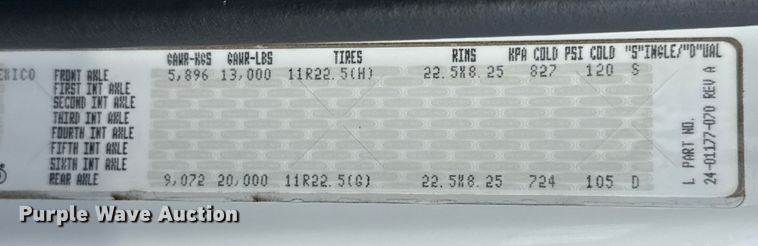 GAWR-KGS GAWR-LBS TIRES RIMS KPA COLD PSI COLD "S"INGLE/"D"UAL
EXICO FRONT AXLE 5,896 13,000 11R22.5(H) 22.5X8.25 827 120 S
FIRST INT AXLE
SECOND INT AXLE
THIRD INT AXLE
FOURTH INT AXLE
FIFTH INT AXLE
SIXTH INT AXLE
REAR AXLE 9,072 20,000 11R22.5(G) 22.5X8.25 724 105 D
L PART NO.
24-01177-070 REV A
Purple Wave Auction